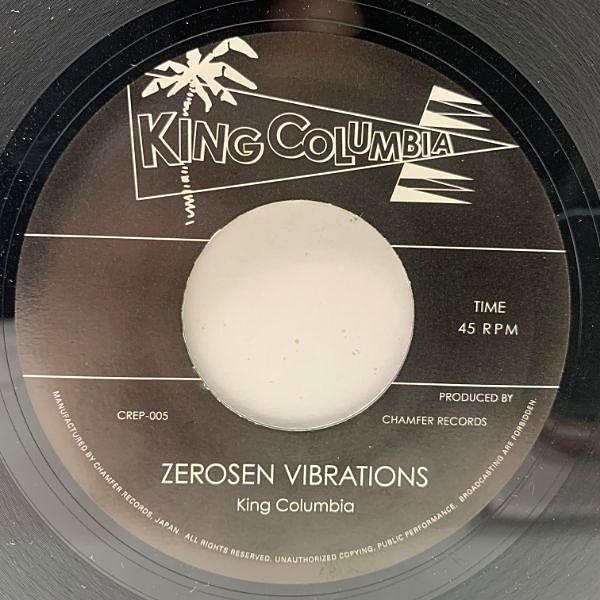 KING COLUMBIA
TIME
45 RPM
PRODUCED BY
CREP-005
CHAMFER RECORDS
ZEROSEN VIBRATIONS
King Columbia
MANUFACTURED BY CHAMFER RECORDS, JAPAN. ALL RIGHTS RESERVED. UNAUTHORIZED COPYING, PUBLIC PERFORMANCE, BROADCASTING ARE FORBIDDEN.